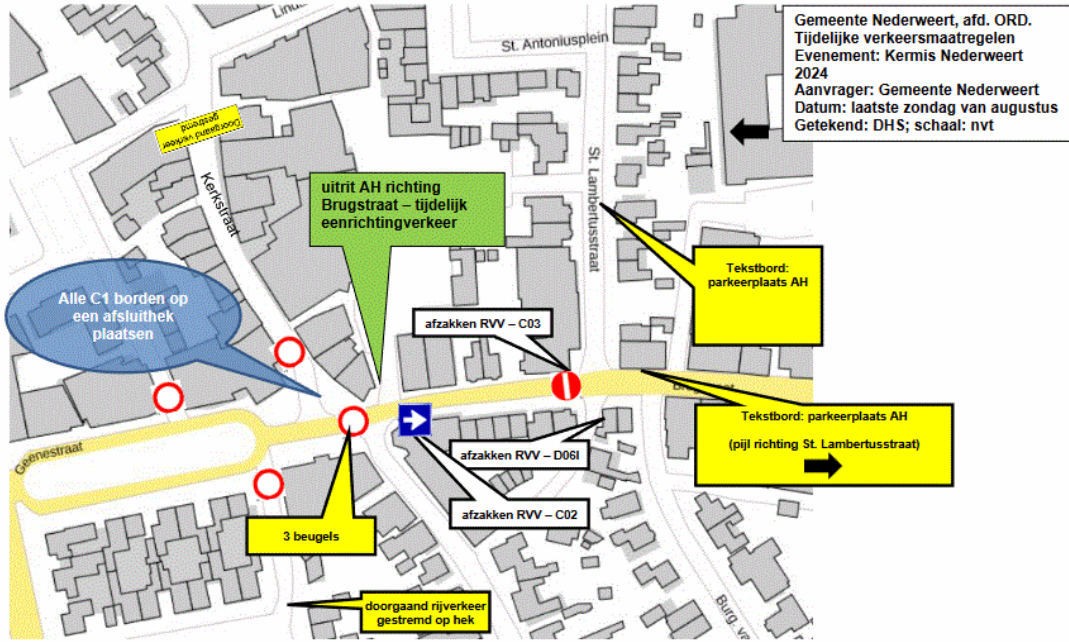 Gemeente Nederweert, afd. ORD.
Tijdelijke verkeersmaatregelen
Evenement: Kermis Nederweert
2024
Aanvrager: Gemeente Nederweert
Datum: laatste zondag van augustus
Getekend: DHS; schaal: nvt
St. Antoniusplein
Doorgaand verkeer
gestremd
Kerkstraat
uitrit AH richting
Brugstraat – tijdelijk
eenrichtingverkeer
St. Lambertusstraat
Tekstbord:
parkeerplaats AH
Alle C1 borden op
een afsluithek
plaatsen
afzakken RVV – C03
Geenestraat
Tekstbord: parkeerplaats AH
(pijl richting St. Lambertusstraat)
afzakken RVV – D06l
afzakken RVV – C02
3 beugels
doorgaand rijverkeer
gestremd op hek
Burg. va